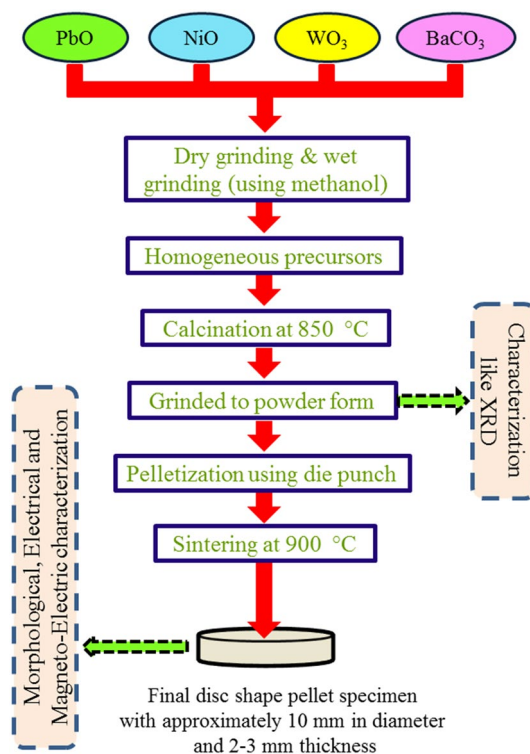 PbO
NiO
WO₃
BaCO₃
Dry grinding & wet
grinding (using methanol)
Homogeneous precursors
Calcination at 850 °C
Grinded to powder form
Characterization
like XRD
Pelletization using die punch
Sintering at 900 °C
Morphological, Electrical and
Magneto-Electric characterization
Final disc shape pellet specimen
with approximately 10 mm in diameter
and 2-3 mm thickness